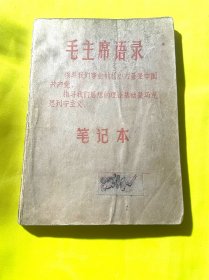 毛主席语录
领导我们事业的核心力量是中国
共产党
指导我们思想的理论基础是马克
思列宁主义
笔记本